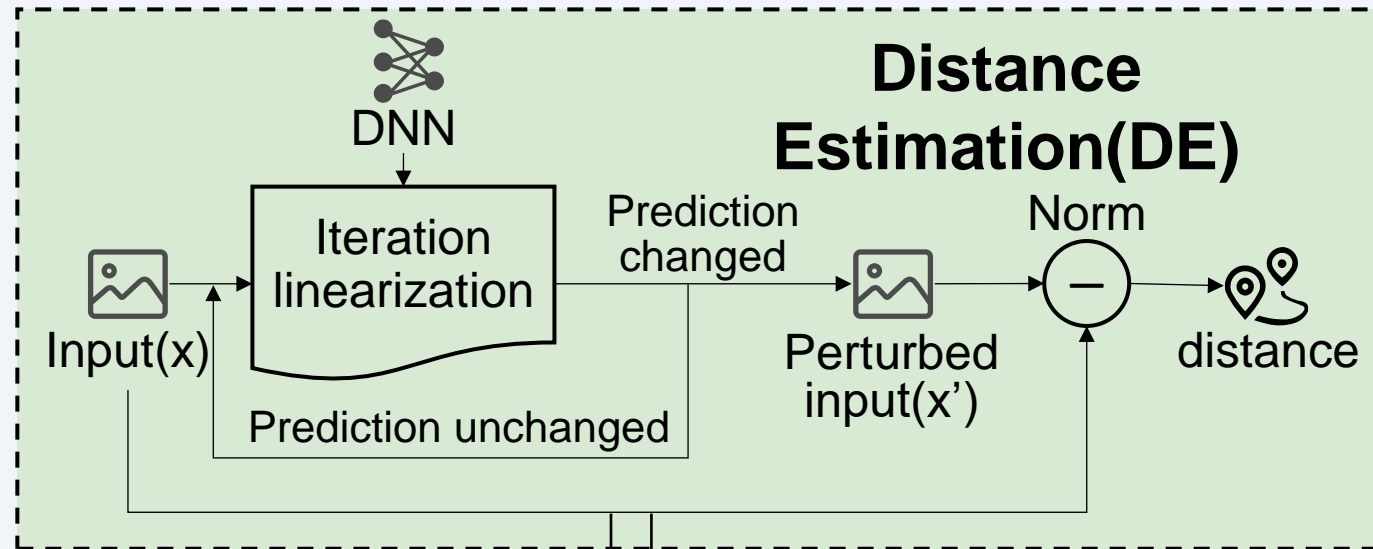 Distance
Estimation(DE)
DNN
Iteration
linearization
Prediction
changed
Norm
Input(x)
Perturbed
input(x’)
distance
Prediction unchanged